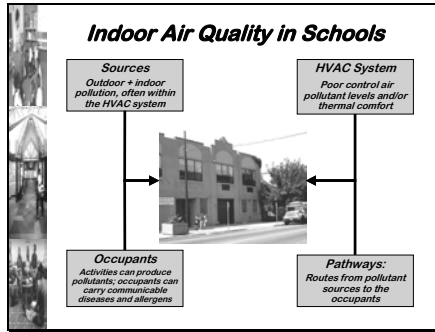 Indoor Air Quality in Schools
Sources
Outdoor + indoor
pollution, often within
the HVAC system
HVAC System
Poor control air
pollutant levels and/or
thermal comfort
Occupants
Activities can produce
pollutants; occupants can
carry communicable
diseases and allergens
Pathways:
Routes from pollutant
sources to the
occupants